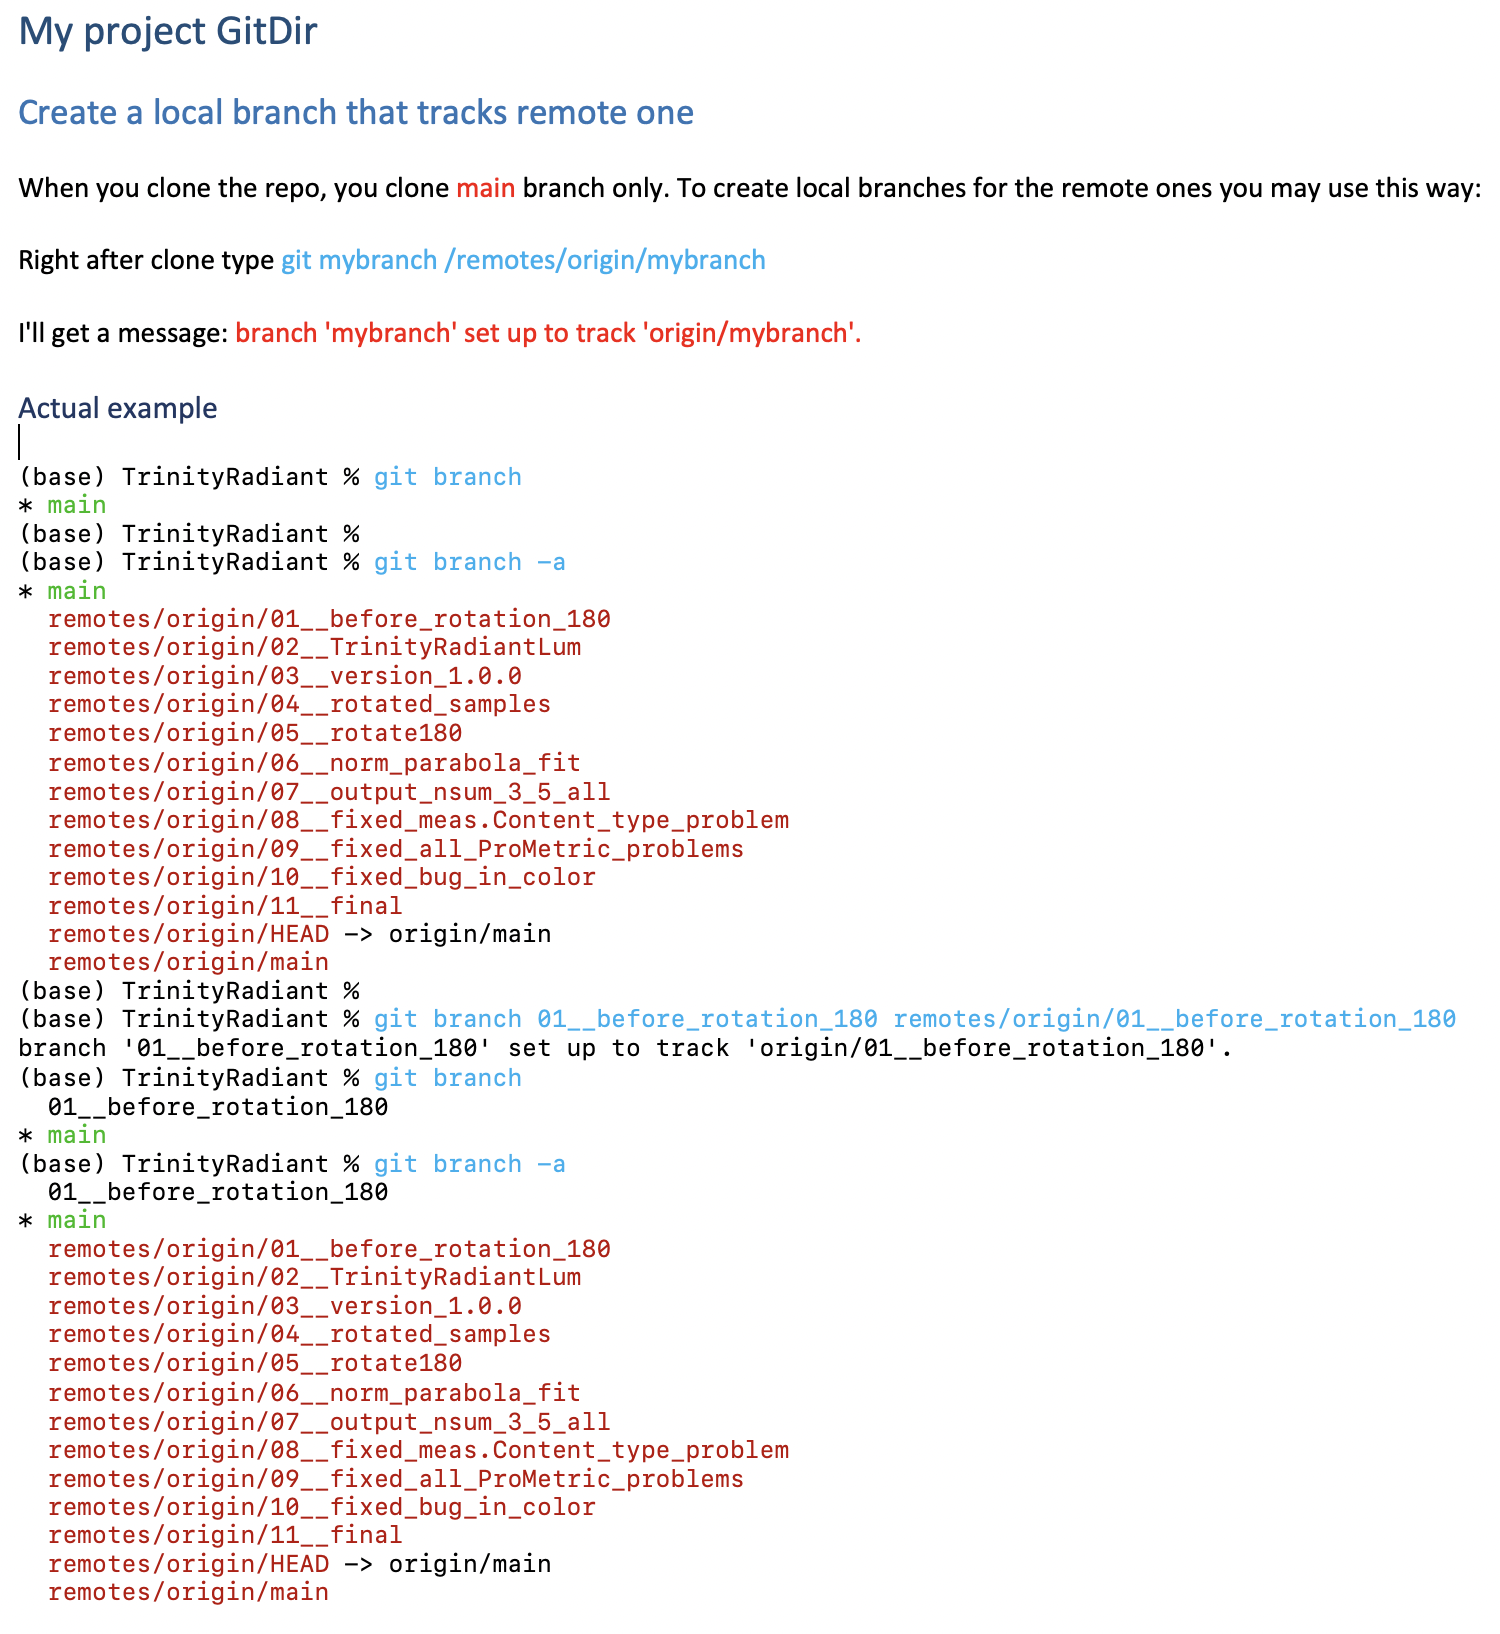 My project GitDir
Create a local branch that tracks remote one
When you clone the repo, you clone main branch only. To create local branches for the remote ones you may use this way:
Right after clone type git mybranch /remotes/origin/mybranch
I'll get a message: branch 'mybranch' set up to track 'origin/mybranch'.
Actual example
(base) TrinityRadiant % git branch
* main
(base) TrinityRadiant %
(base) TrinityRadiant % git branch -a
* main
  remotes/origin/01__before_rotation_180
  remotes/origin/02__TrinityRadiantLum
  remotes/origin/03__version_1.0.0
  remotes/origin/04__rotated_samples
  remotes/origin/05__rotate180
  remotes/origin/06__norm_parabola_fit
  remotes/origin/07__output_nsum_3_5_all
  remotes/origin/08__fixed_meas.Content_type_problem
  remotes/origin/09__fixed_all_ProMetric_problems
  remotes/origin/10__fixed_bug_in_color
  remotes/origin/11__final
  remotes/origin/HEAD -> origin/main
  remotes/origin/main
(base) TrinityRadiant %
(base) TrinityRadiant % git branch 01__before_rotation_180 remotes/origin/01__before_rotation_180
branch '01__before_rotation_180' set up to track 'origin/01__before_rotation_180'.
(base) TrinityRadiant % git branch
  01__before_rotation_180
* main
(base) TrinityRadiant % git branch -a
  01__before_rotation_180
* main
  remotes/origin/01__before_rotation_180
  remotes/origin/02__TrinityRadiantLum
  remotes/origin/03__version_1.0.0
  remotes/origin/04__rotated_samples
  remotes/origin/05__rotate180
  remotes/origin/06__norm_parabola_fit
  remotes/origin/07__output_nsum_3_5_all
  remotes/origin/08__fixed_meas.Content_type_problem
  remotes/origin/09__fixed_all_ProMetric_problems
  remotes/origin/10__fixed_bug_in_color
  remotes/origin/11__final
  remotes/origin/HEAD -> origin/main
  remotes/origin/main